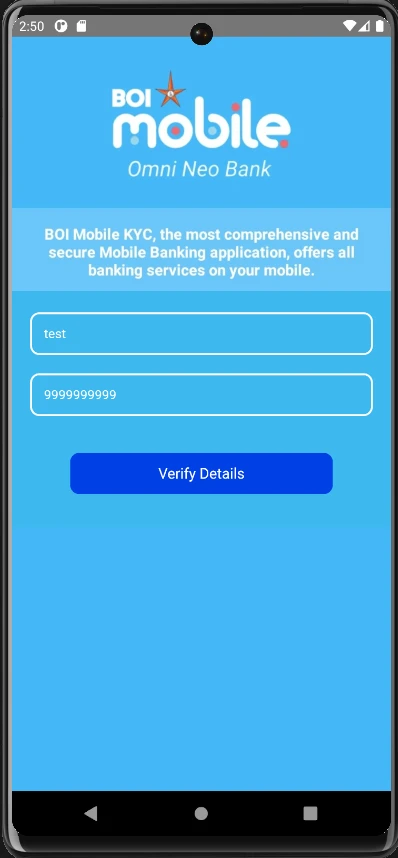 2:50
BOI
mobile
Omni Neo Bank
BOI Mobile KYC, the most comprehensive and
secure Mobile Banking application, offers all
banking services on your mobile.
test
9999999999
Verify Details